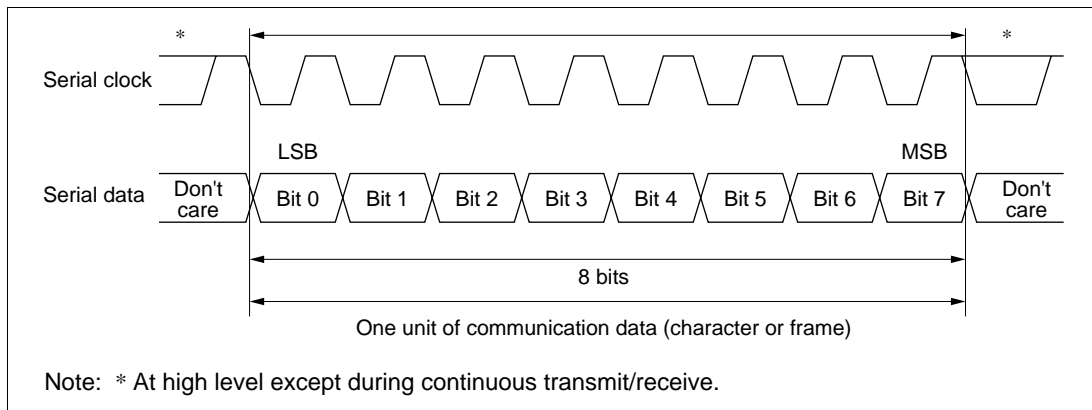 * *
Serial clock
LSB MSB
Serial data Don't care Bit 0 Bit 1 Bit 2 Bit 3 Bit 4 Bit 5 Bit 6 Bit 7 Don't care
8 bits
One unit of communication data (character or frame)
Note: * At high level except during continuous transmit/receive.